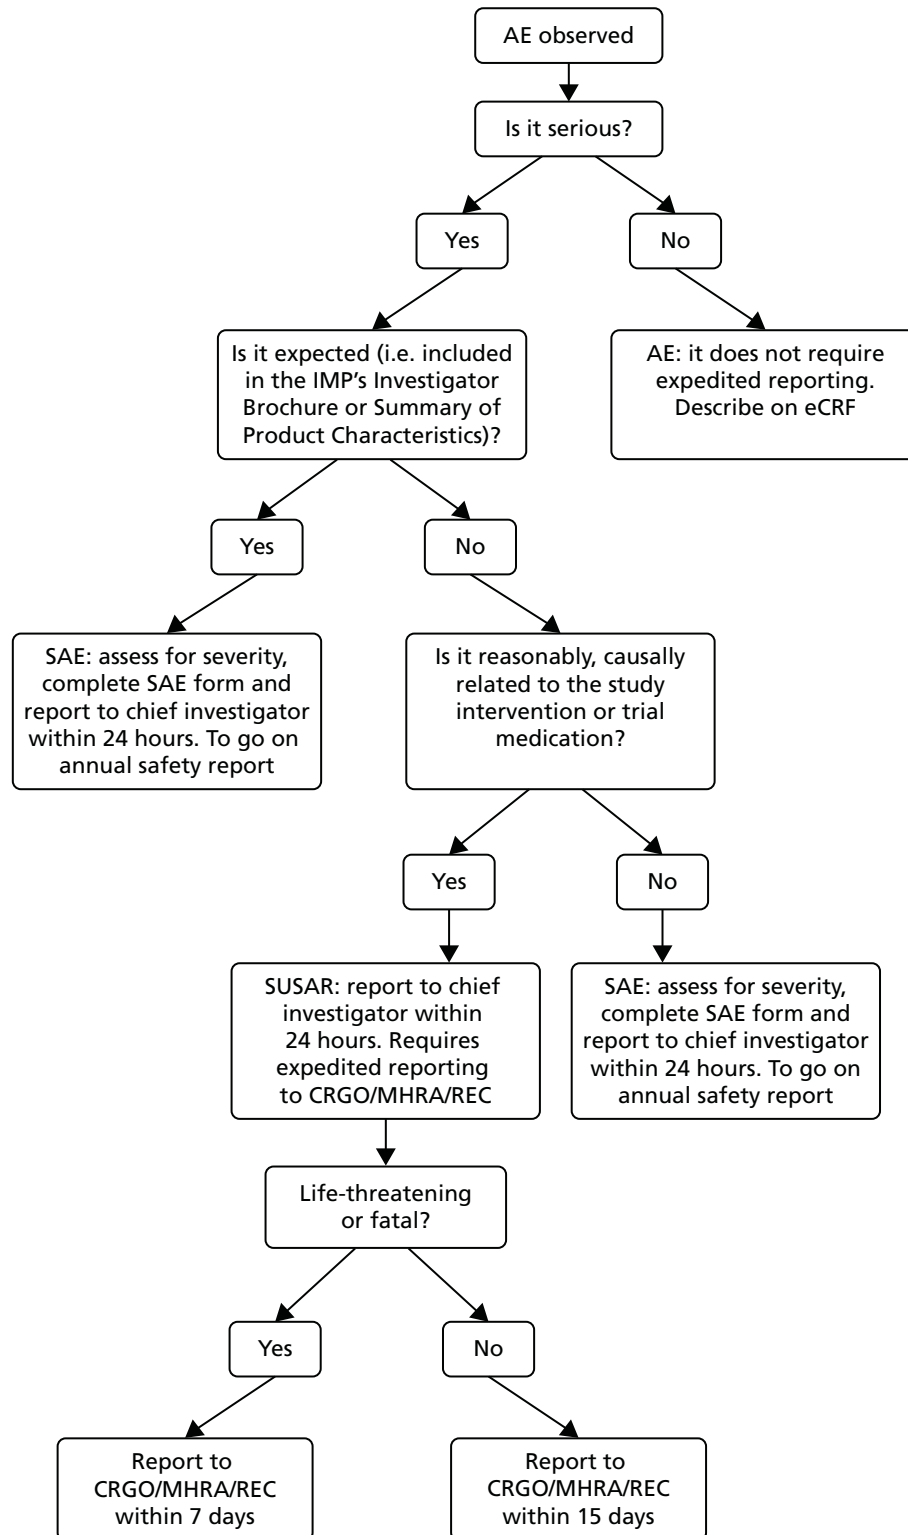 AE observed
Is it serious?
Yes
No
Is it expected (i.e. included
in the IMP's Investigator
Brochure or Summary of
Product Characteristics)?
AE: it does not require
expedited reporting.
Describe on eCRF
Yes
No
SAE: assess for severity,
complete SAE form and
report to chief investigator
within 24 hours. To go on
annual safety report
Is it reasonably, causally
related to the study
intervention or trial
medication?
Yes
No
SUSAR: report to chief
investigator within
24 hours. Requires
expedited reporting
to CRGO/MHRA/REC
SAE: assess for severity,
complete SAE form and
report to chief investigator
within 24 hours. To go on
annual safety report
Life-threatening
or fatal?
Yes
No
Report to
CRGO/MHRA/REC
within 7 days
Report to
CRGO/MHRA/REC
within 15 days